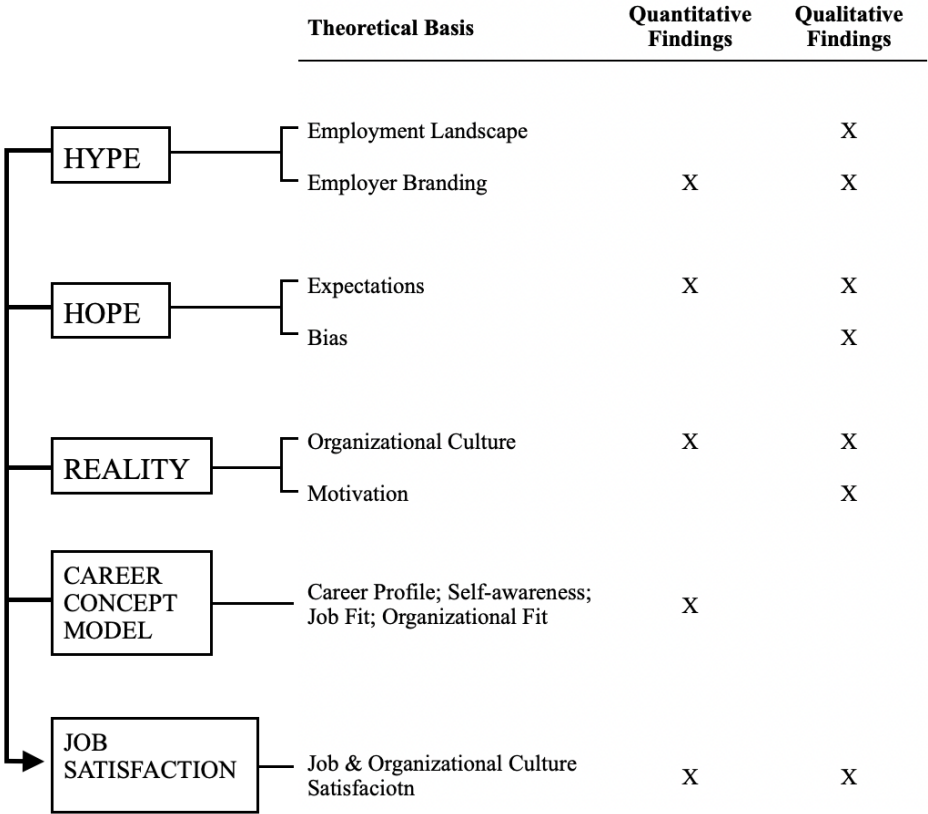 Theoretical Basis
Quantitative
Findings
Qualitative
Findings
HYPE
Employment Landscape X
Employer Branding X X
HOPE
Expectations X X
Bias X
REALITY
Organizational Culture X X
Motivation X
CAREER
CONCEPT
MODEL
Career Profile; Self-awareness;
Job Fit; Organizational Fit
X
JOB
SATISFACTION
Job & Organizational Culture
Satisfaciotn
X X